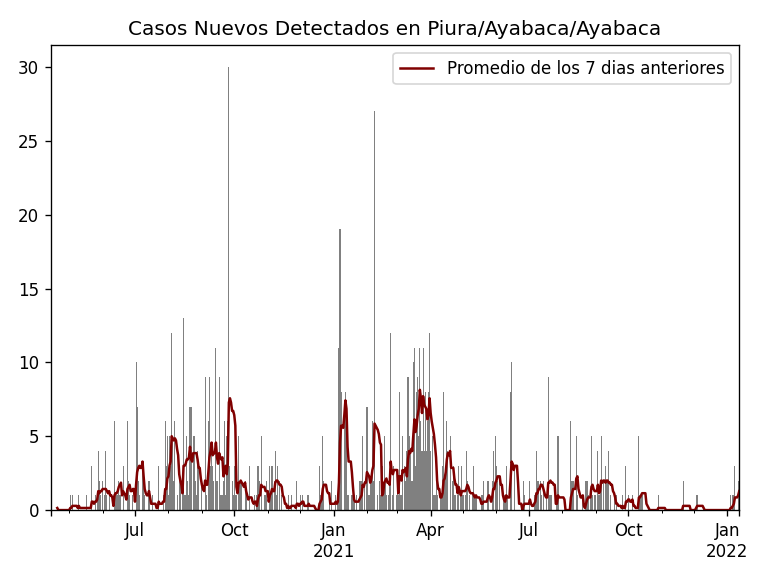 Casos Nuevos Detectados en Piura/Ayabaca/Ayabaca
Promedio de los 7 dias anteriores
30
25
20
15
10
5
0
Jul
Oct
Jan
2021
Apr
Jul
Oct
Jan
2022